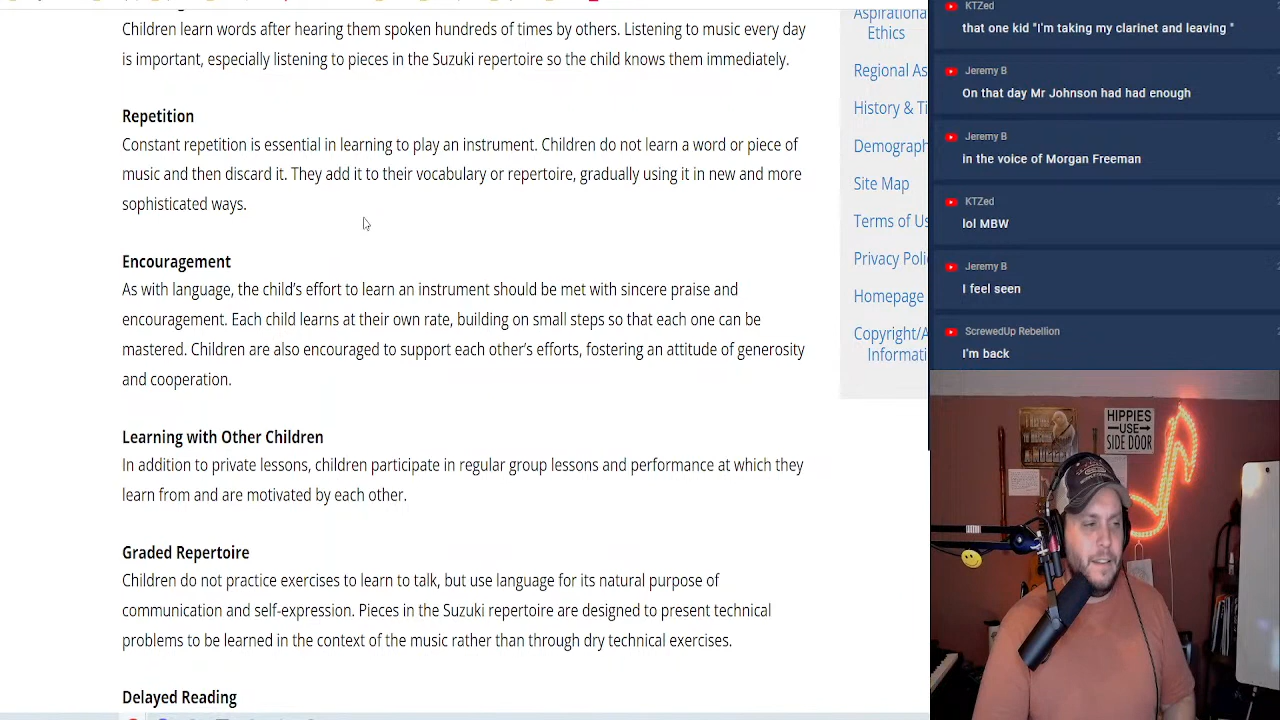 Children learn words after hearing them spoken hundreds of times by others. Listening to music every day
is important, especially listening to pieces in the Suzuki repertoire so the child knows them immediately.
Repetition
Constant repetition is essential in learning to play an instrument. Children do not learn a word or piece of
music and then discard it. They add it to their vocabulary or repertoire, gradually using it in new and more
sophisticated ways.
Encouragement
As with language, the child’s effort to learn an instrument should be met with sincere praise and
encouragement. Each child learns at their own rate, building on small steps so that each one can be
mastered. Children are also encouraged to support each other’s efforts, fostering an attitude of generosity
and cooperation.
Learning with Other Children
In addition to private lessons, children participate in regular group lessons and performance at which they
learn from and are motivated by each other.
Graded Repertoire
Children do not practice exercises to learn to talk, but use language for its natural purpose of
communication and self-expression. Pieces in the Suzuki repertoire are designed to present technical
problems to be learned in the context of the music rather than through dry technical exercises.
Delayed Reading
Aspirational
Ethics
Regional As
History & Ti
Demograph
Site Map
Terms of Us
Privacy Poli
Homepage
Copyright/A
Informati
KTZed
that one kid "I'm taking my clarinet and leaving "
Jeremy B
On that day Mr Johnson had had enough
Jeremy B
in the voice of Morgan Freeman
KTZed
lol MBW
Jeremy B
I feel seen
ScrewedUp Rebellion
I'm back
HIPPIES
USE
SIDE DOOR